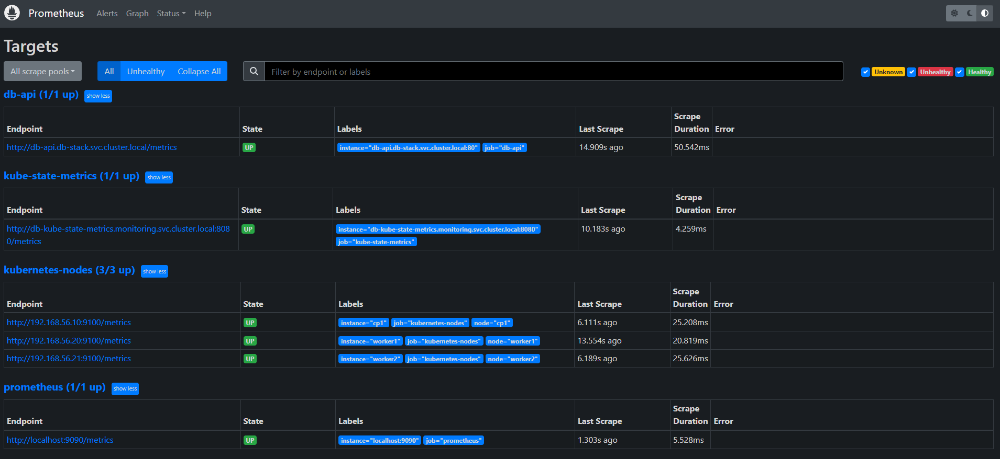 Prometheus Alerts Graph Status Help
Targets
All scrape pools All Unhealthy Collapse All Filter by endpoint or labels Unknown Unhealthy Healthy
db-api (1/1 up) show less
Endpoint State Labels Last Scrape Scrape Duration Error
http://db-api.db-stack.svc.cluster.local/metrics UP instance="db-api.db-stack.svc.cluster.local:80" job="db-api" 14.909s ago 50.542ms
kube-state-metrics (1/1 up) show less
Endpoint State Labels Last Scrape Scrape Duration Error
http://db-kube-state-metrics.monitoring.svc.cluster.local:808 UP instance="db-kube-state-metrics.monitoring.svc.cluster.local:8080" 10.183s ago 4.259ms
0/metrics job="kube-state-metrics"
kubernetes-nodes (3/3 up) show less
Endpoint State Labels Last Scrape Scrape Duration Error
http://192.168.56.10:9100/metrics UP instance="cp1" job="kubernetes-nodes" node="cp1" 6.111s ago 25.208ms
http://192.168.56.20:9100/metrics UP instance="worker1" job="kubernetes-nodes" node="worker1" 13.554s ago 20.819ms
http://192.168.56.21:9100/metrics UP instance="worker2" job="kubernetes-nodes" node="worker2" 6.189s ago 25.626ms
prometheus (1/1 up) show less
Endpoint State Labels Last Scrape Scrape Duration Error
http://localhost:9090/metrics UP instance="localhost:9090" job="prometheus" 1.303s ago 5.528ms